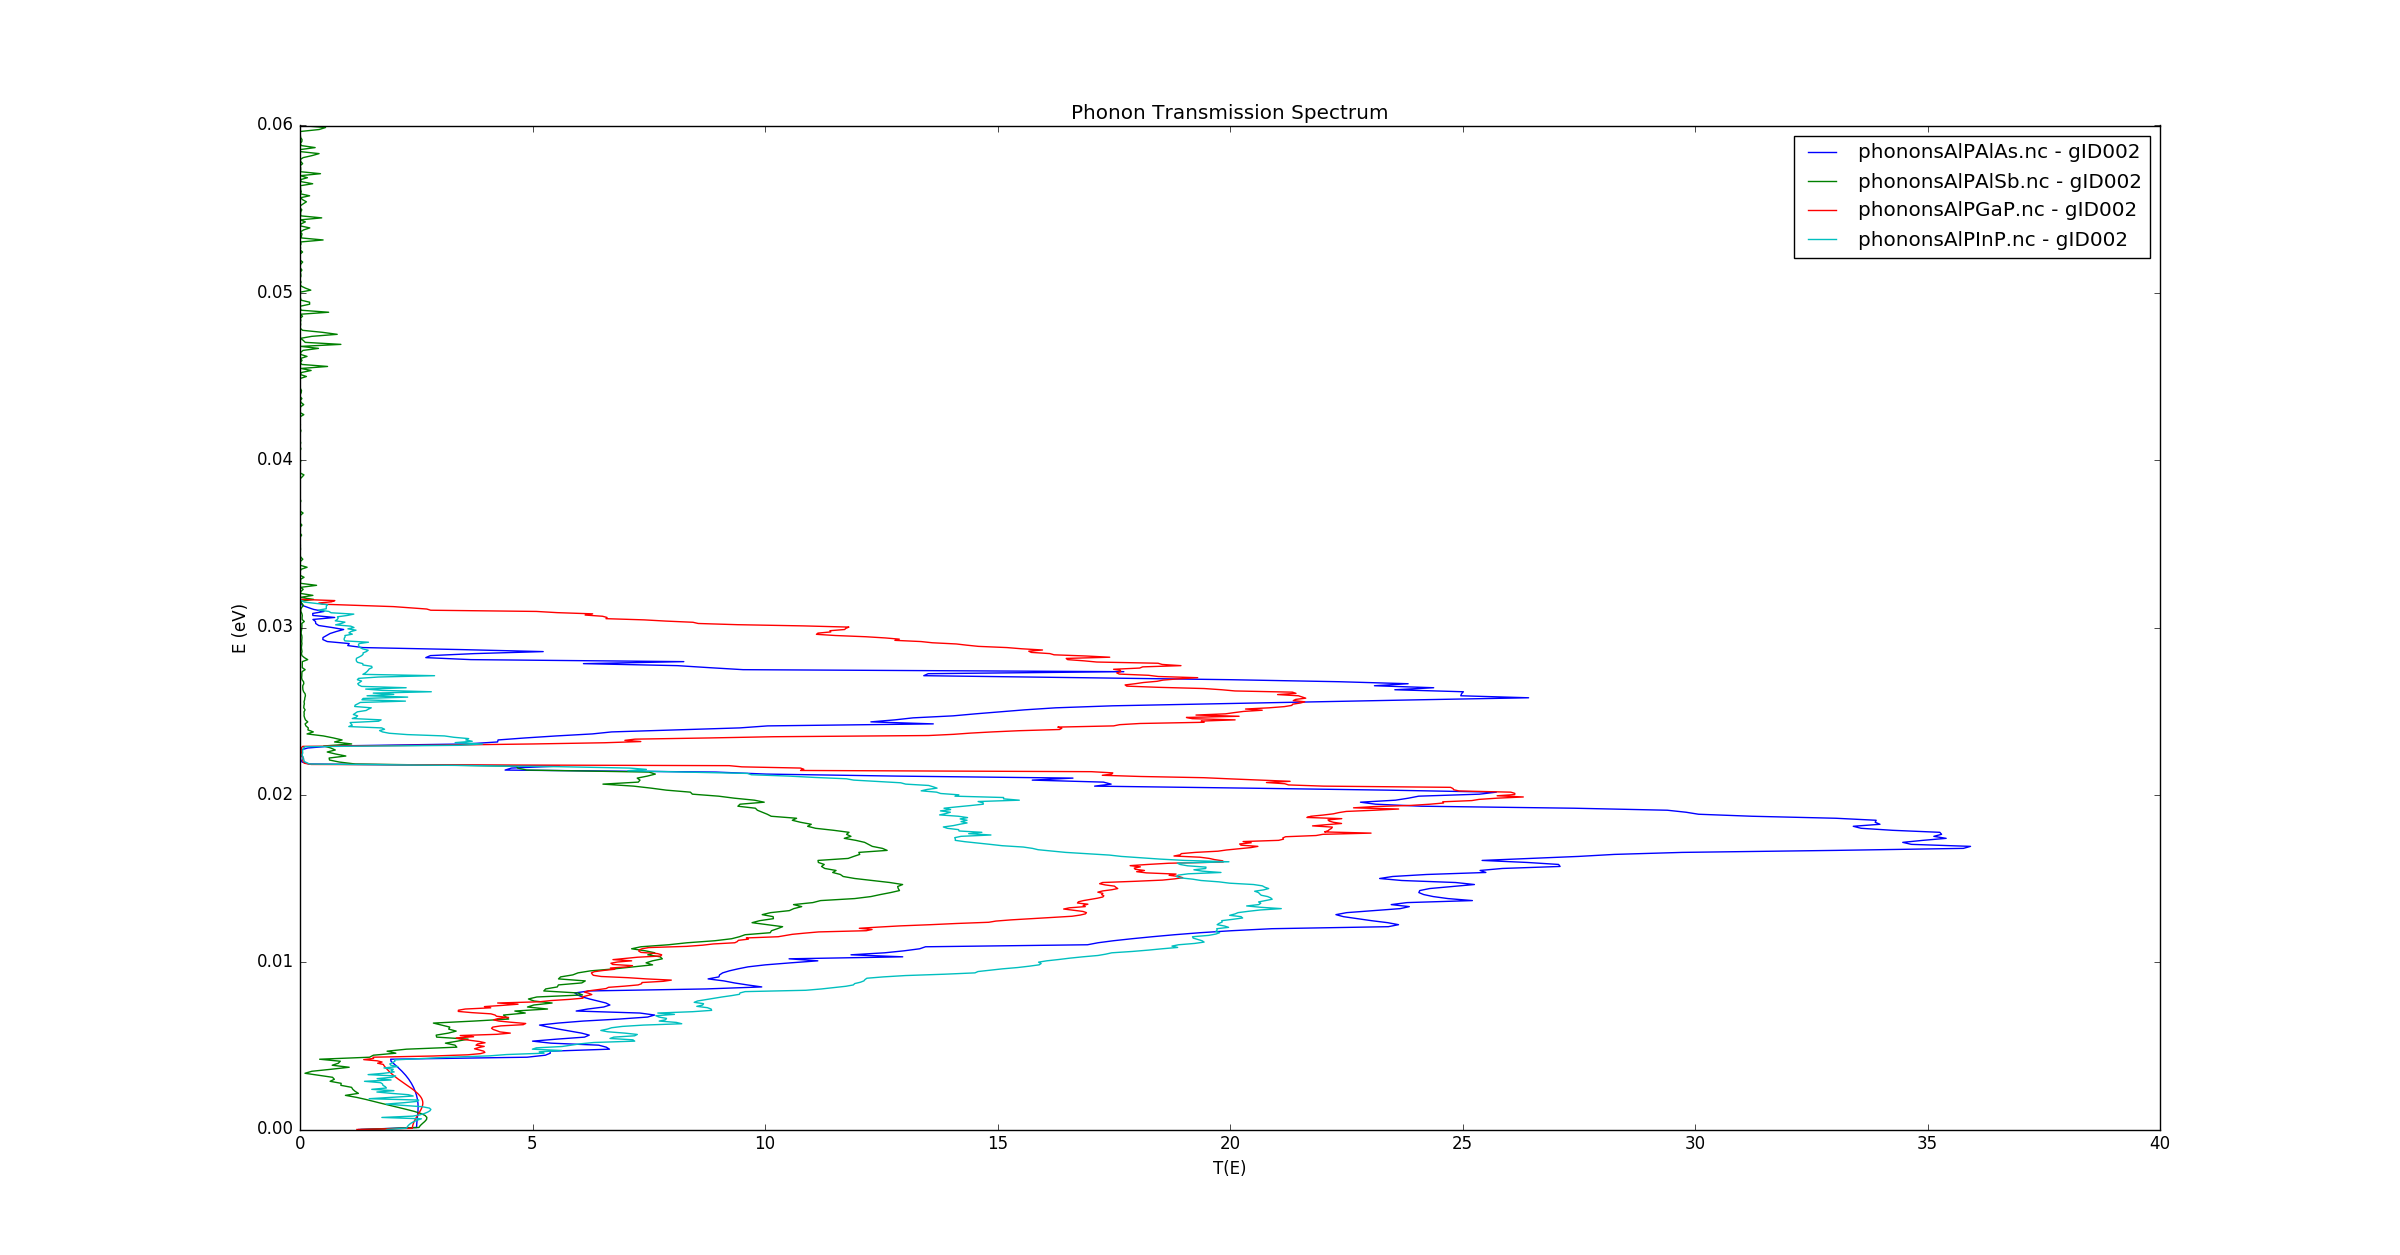 Phonon Transmission Spectrum
0.06
0.05
0.04
0.03
0.02
0.01
0.00
E (eV)
phononsAlPAlAs.nc - gID002
phononsAlPAlSb.nc - gID002
phononsAlPGaP.nc - gID002
phononsAlPInP.nc - gID002
0 5 10 15 20 25 30 35 40
T(E)